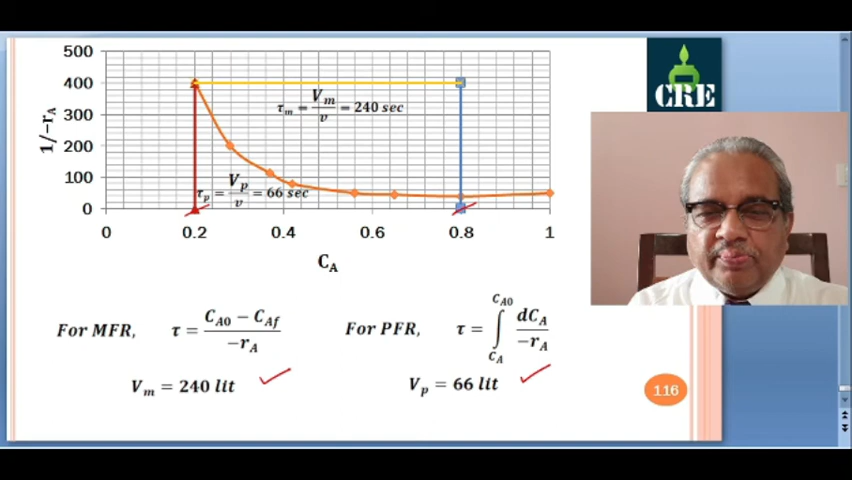 500
400
300
200
100
0
1/−rA
τm = Vm/v = 240 sec
τp = Vp/v = 66 sec
0 0.2 0.4 0.6 0.8 1
CA
CRE
For MFR, τ = (CA0 − CAf)/−rA
Vm = 240 lit
For PFR, τ = ∫ CA CA0 dCA/−rA
Vp = 66 lit
116